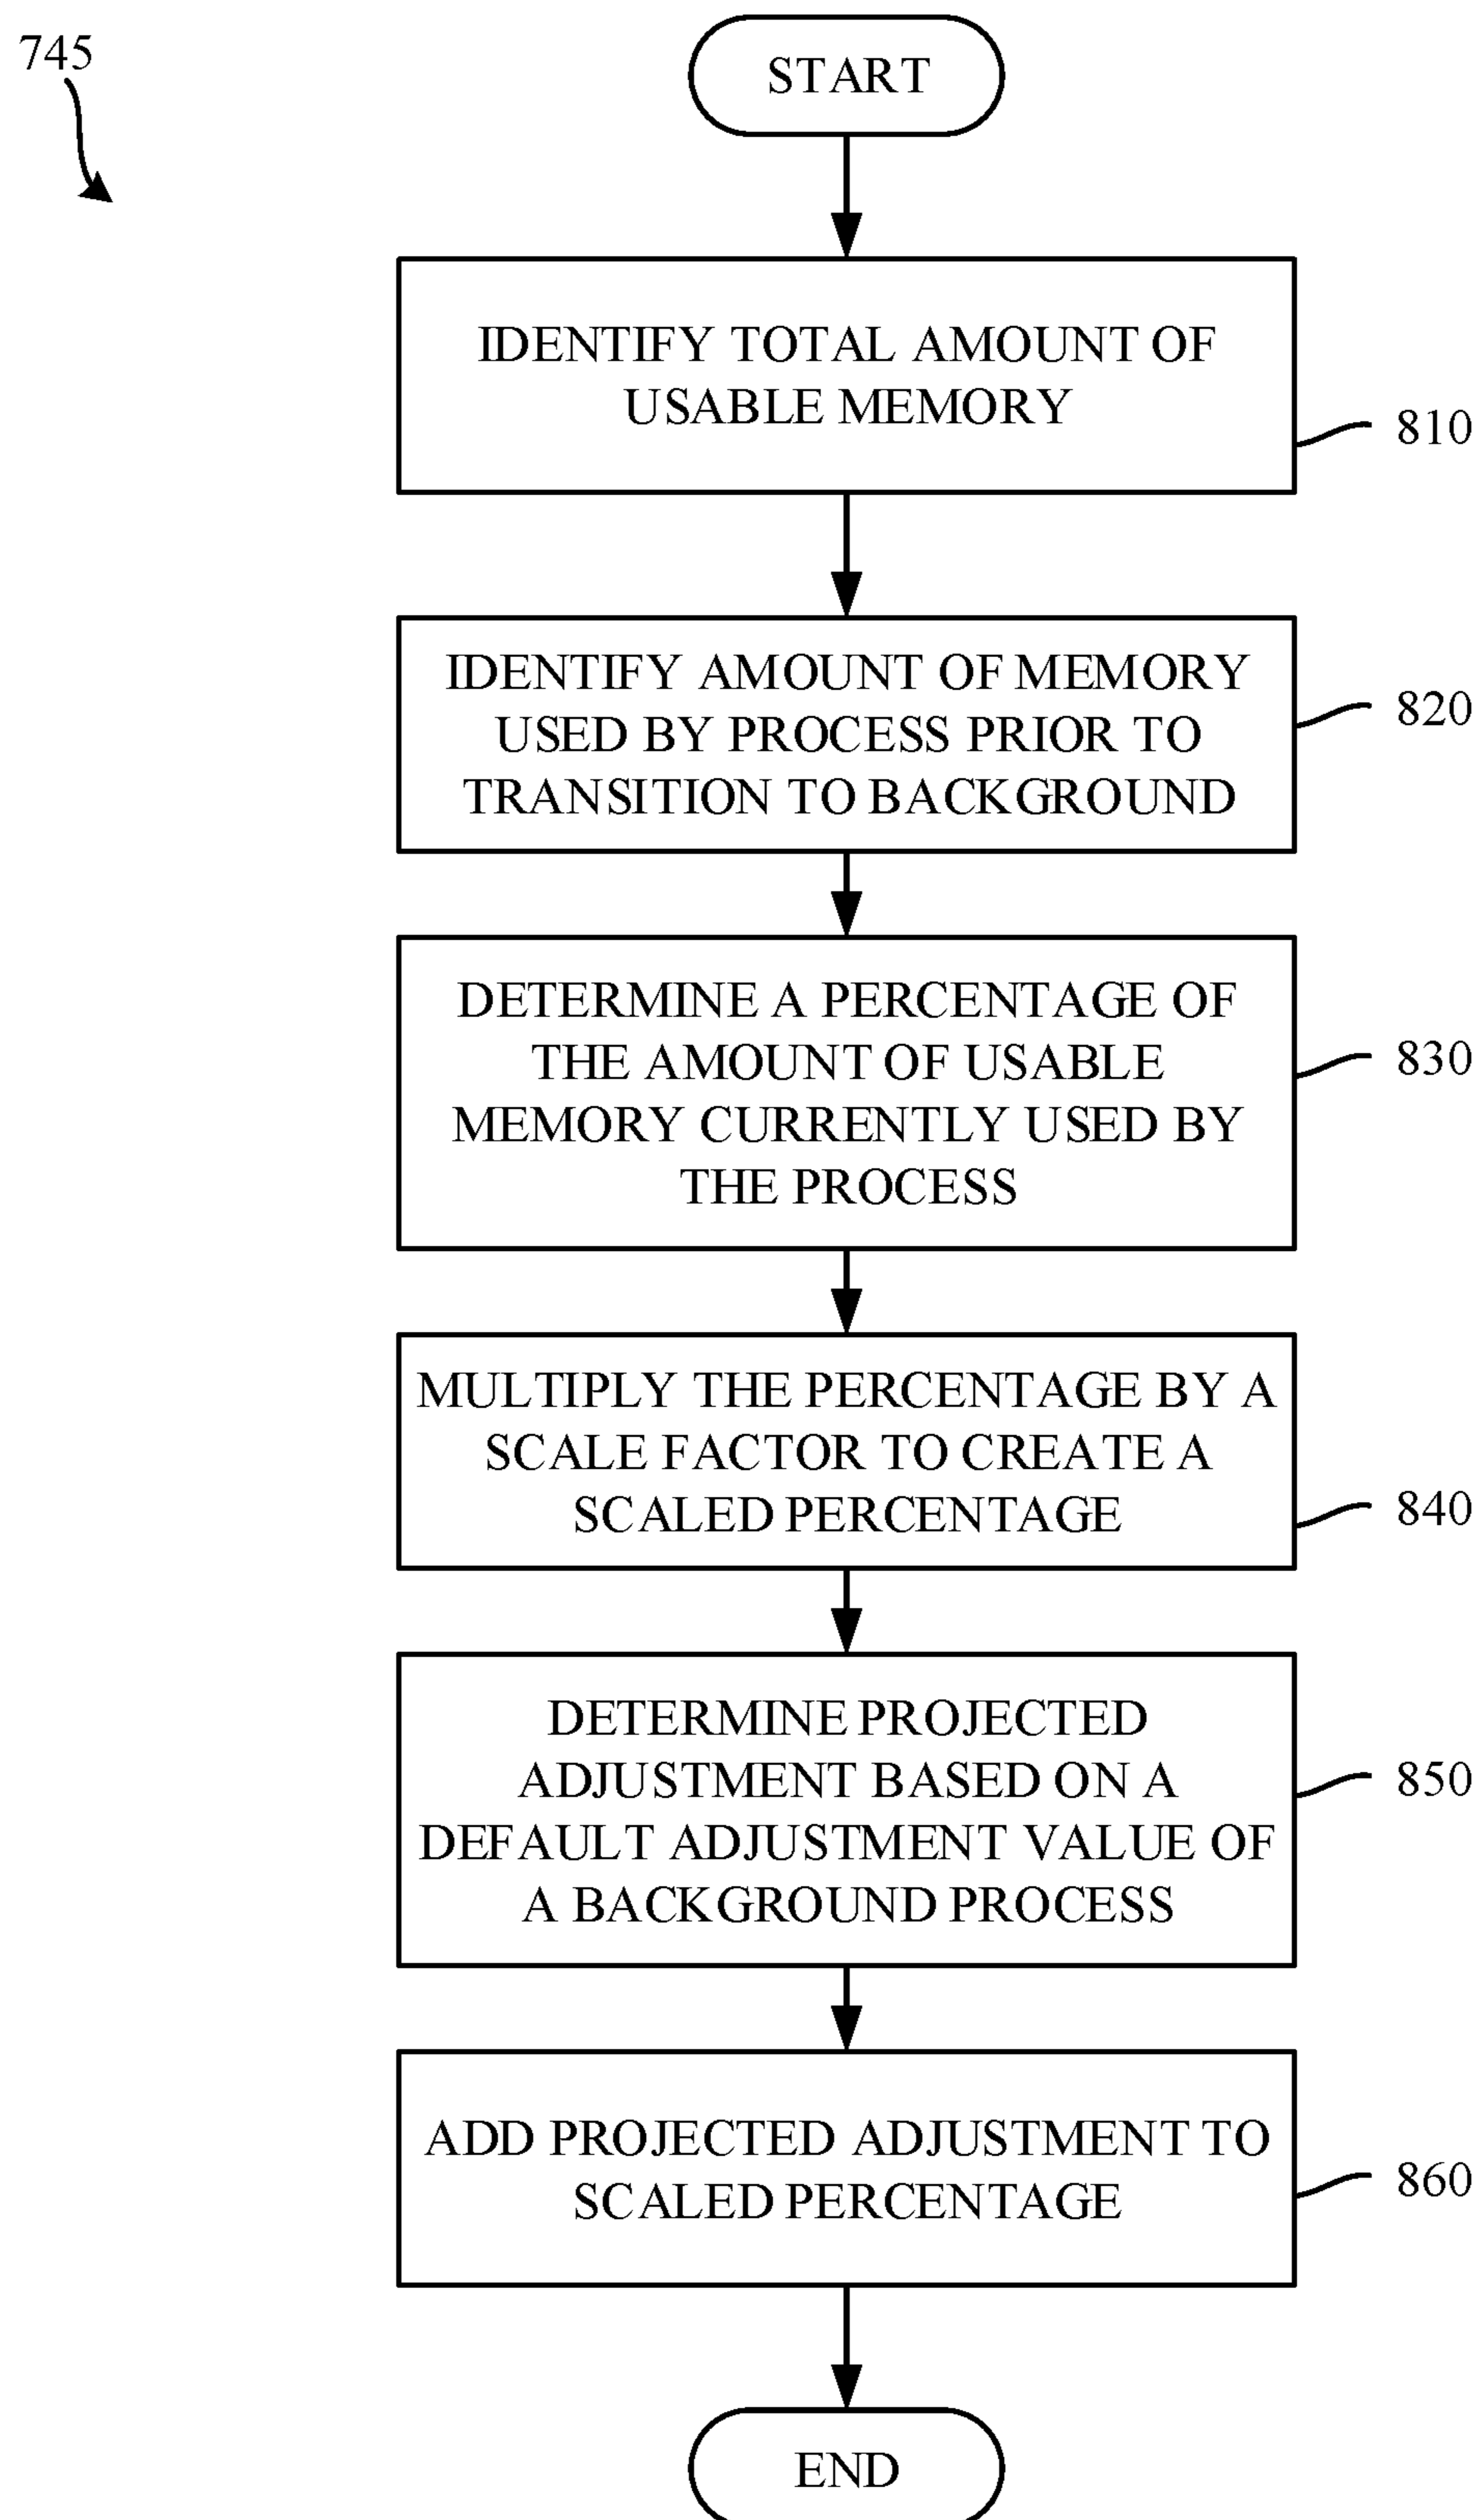 745
START
IDENTIFY TOTAL AMOUNT OF
USABLE MEMORY
810
IDENTIFY AMOUNT OF MEMORY
USED BY PROCESS PRIOR TO
TRANSITION TO BACKGROUND
820
DETERMINE A PERCENTAGE OF
THE AMOUNT OF USABLE
MEMORY CURRENTLY USED BY
THE PROCESS
830
MULTIPLY THE PERCENTAGE BY A
SCALE FACTOR TO CREATE A
SCALED PERCENTAGE
840
DETERMINE PROJECTED
ADJUSTMENT BASED ON A
DEFAULT ADJUSTMENT VALUE OF
A BACKGROUND PROCESS
850
ADD PROJECTED ADJUSTMENT TO
SCALED PERCENTAGE
860
END